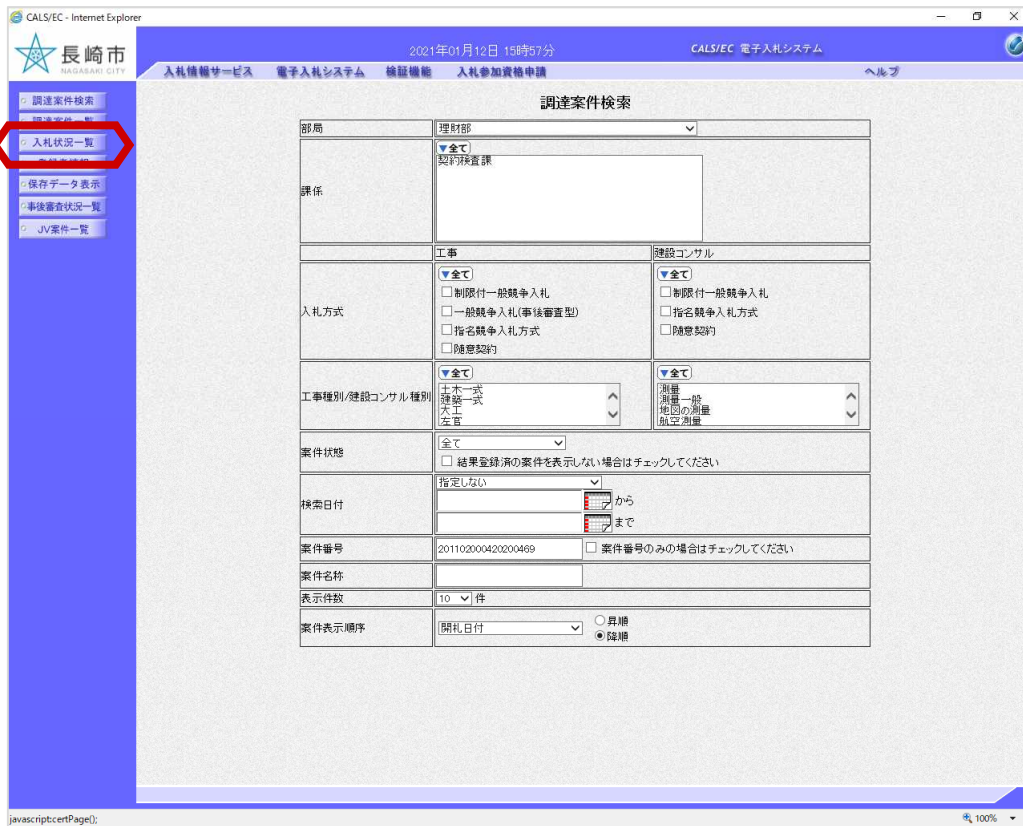 CALS/EC - Internet Explorer
長崎市
NAGASAKI CITY
2021年01月12日 15時57分
CALS/EC 電子入札システム
入札情報サービス 電子入札システム 検証機能 入札参加資格申請 ヘルプ
調達案件検索
調達案件一覧
入札状況一覧
登録者情報
保存データ表示
事後審査状況一覧
JV案件一覧
調達案件検索
部局 理財部
課係
▼全て
契約検査課
工事 建設コンサル
入札方式
▼全て ▼全て
制限付一般競争入札 制限付一般競争入札
一般競争入札(事後審査型) 指名競争入札方式
指名競争入札方式 随意契約
随意契約
工事種別/建設コンサル種別
▼全て ▼全て
土木一式 測量
建築一式 測量一般
大工 地図の測量
左官 航空測量
案件状態 全て
結果登録済の案件を表示しない場合はチェックしてください
検索日付 指定しない
から
まで
案件番号 201102000420200469 案件番号のみの場合はチェックしてください
案件名称
表示件数 10 件
案件表示順序 開札日付 昇順
降順
javascript:certPage();
100%